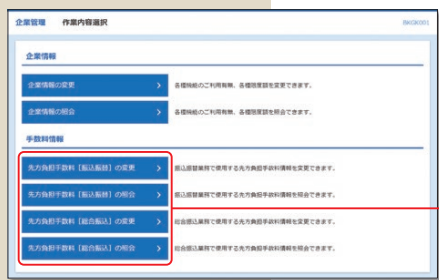 企業管理 作業内容選択 BKGK001
企業情報
企業情報の変更 各種機能のご利用有無、各種限度額を変更できます。
企業情報の照会 各種機能のご利用有無、各種限度額を照会できます。
手数料情報
先方負担手数料［振込振替］の変更 振込振替業務で使用する先方負担手数料情報を変更できます。
先方負担手数料［振込振替］の照会 振込振替業務で使用する先方負担手数料情報を照会できます。
先方負担手数料［総合振込］の変更 総合振込業務で使用する先方負担手数料情報を変更できます。
先方負担手数料［総合振込］の照会 総合振込業務で使用する先方負担手数料情報を照会できます。